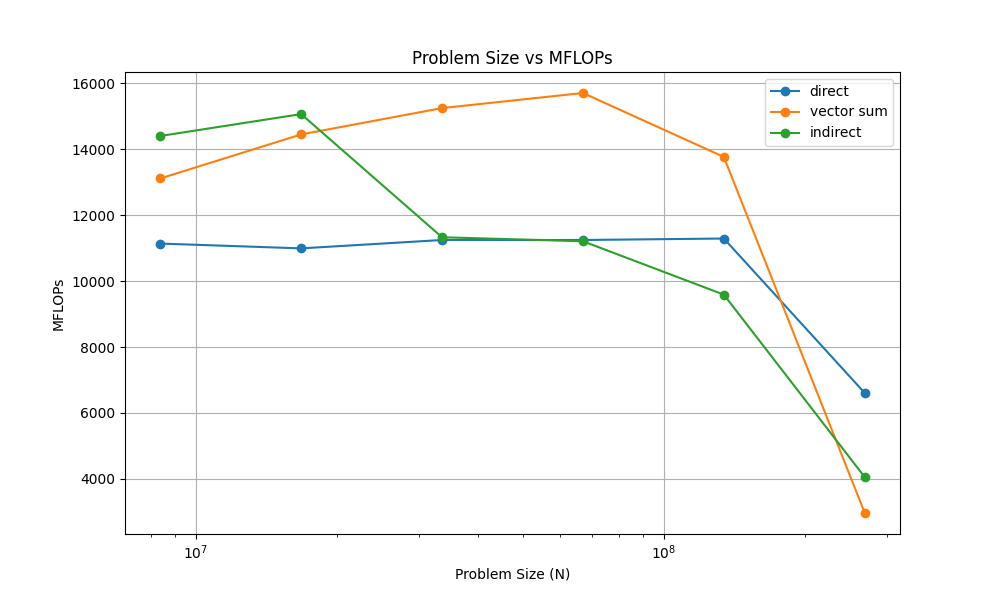 Problem Size vs MFLOPs
16000
14000
12000
10000
8000
6000
4000
MFLOPs
direct
vector sum
indirect
10⁷
10⁸
Problem Size (N)